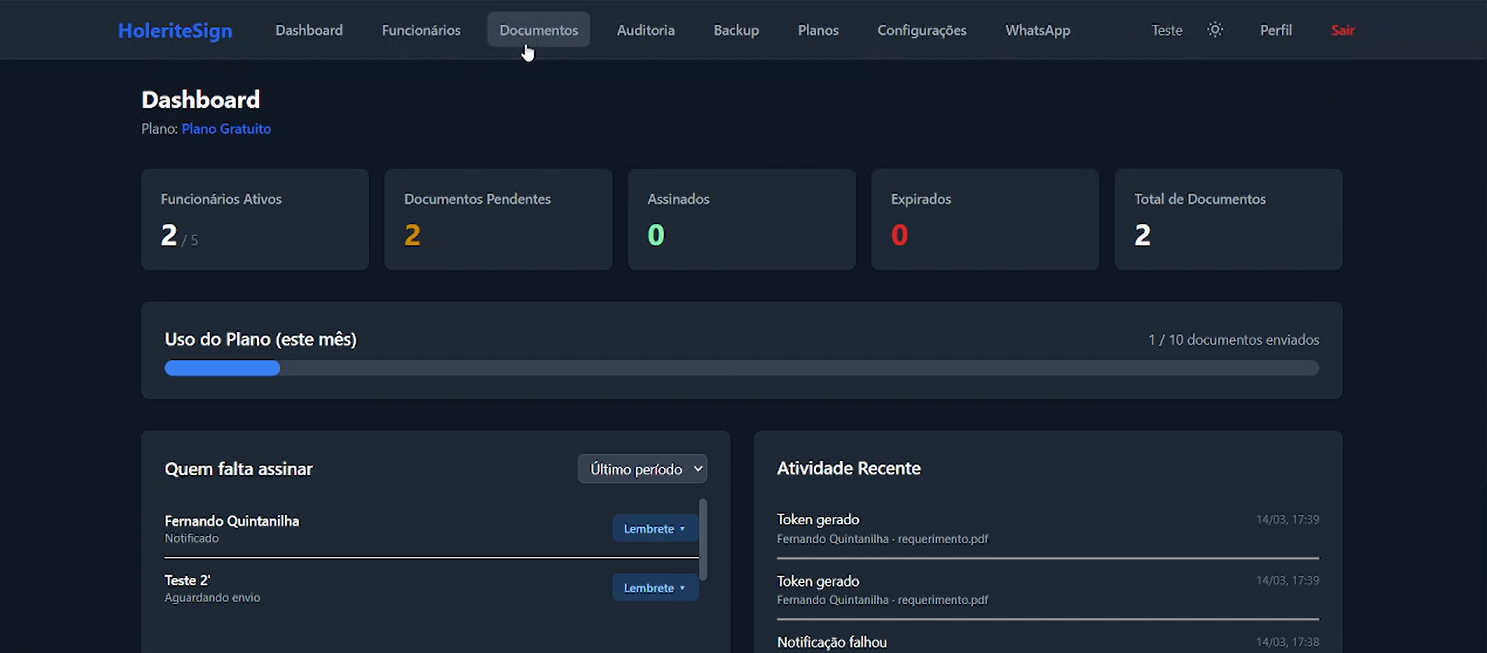 HoleriteSign Dashboard Funcionários Documentos Auditoria Backup Planos Configurações WhatsApp Teste Perfil Sair
Dashboard
Plano: Plano Gratuito
Funcionários Ativos
2 / 5
Documentos Pendentes
2
Assinados
0
Expirados
0
Total de Documentos
2
Uso do Plano (este mês)
1 / 10 documentos enviados
Quem falta assinar
Último período
Fernando Quintanilha
Notificado
Lembrete
Teste 2'
Aguardando envio
Lembrete
Atividade Recente
Token gerado
14/03, 17:39
Fernando Quintanilha · requerimento.pdf
Token gerado
14/03, 17:39
Fernando Quintanilha · requerimento.pdf
Notificação falhou
14/03, 17:38